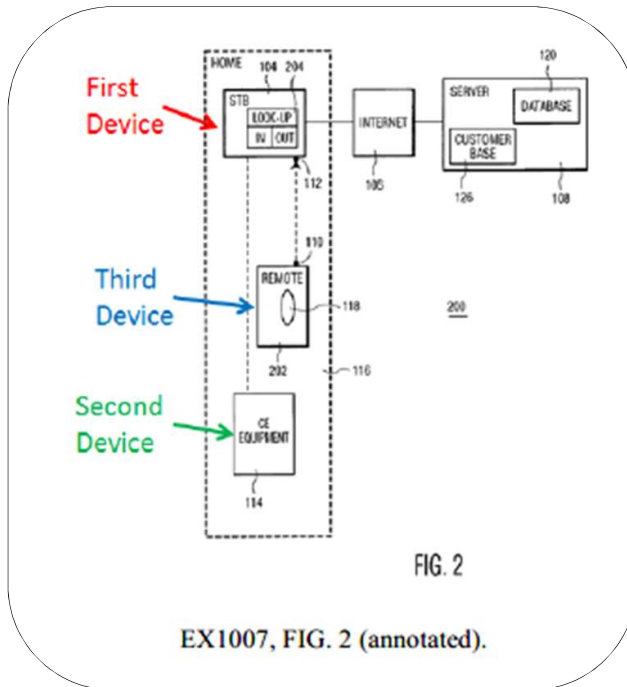 HOME
104 204
STB
LOOK-UP
IN OUT
112
INTERNET
105
120
SERVER
DATABASE
CUSTOMER
BASE
126
108
First
Device
110
REMOTE
118
202
Third
Device
200
116
Second
Device
CE
EQUIPMENT
114
FIG. 2
EX1007, FIG. 2 (annotated).